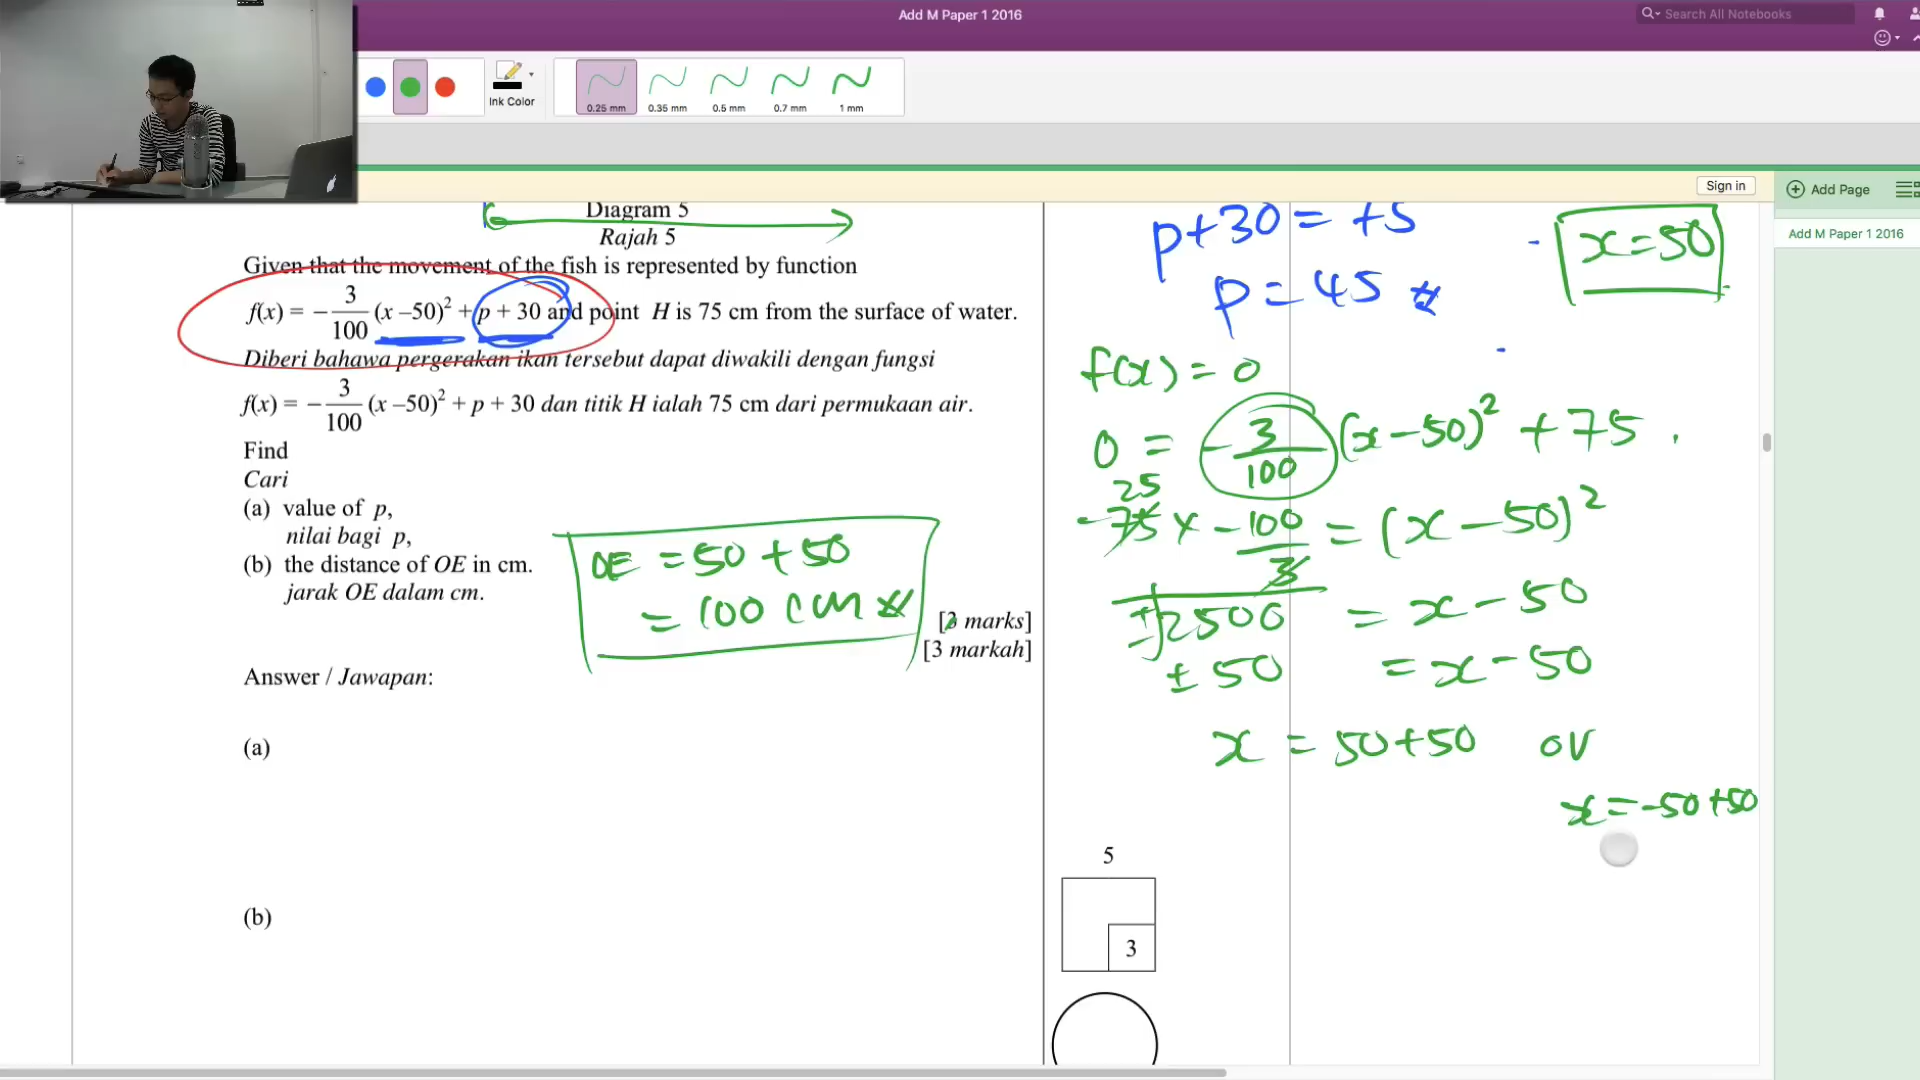 Add M Paper 1 2016
Search All Notebooks
Ink Color
0.25 mm
0.35 mm
0.5 mm
0.7 mm
1 mm
Sign in
Add Page
Add M Paper 1 2016
Diagram 5
Rajah 5
Given that the movement of the fish is represented by function
f(x) = − 3/100 (x –50)² + p + 30 and point H is 75 cm from the surface of water.
Diberi bahawa pergerakan ikan tersebut dapat diwakili dengan fungsi
f(x) = − 3/100 (x –50)² + p + 30 dan titik H ialah 75 cm dari permukaan air.
Find
Cari
(a) value of p,
nilai bagi p,
(b) the distance of OE in cm.
jarak OE dalam cm.
OE = 50 + 50
= 100 cm
[3 marks]
[3 markah]
Answer / Jawapan:
(a)
(b)
p+30 = 
p = 45
x = 50
f(x) = 0
0 = -3/100 (x-50)² + 75
25
-75 x -100/3 = (x-50)²
±√2500 = x - 50
± 50 = x - 50
x = 50+50 or
x = -50+50
5
3